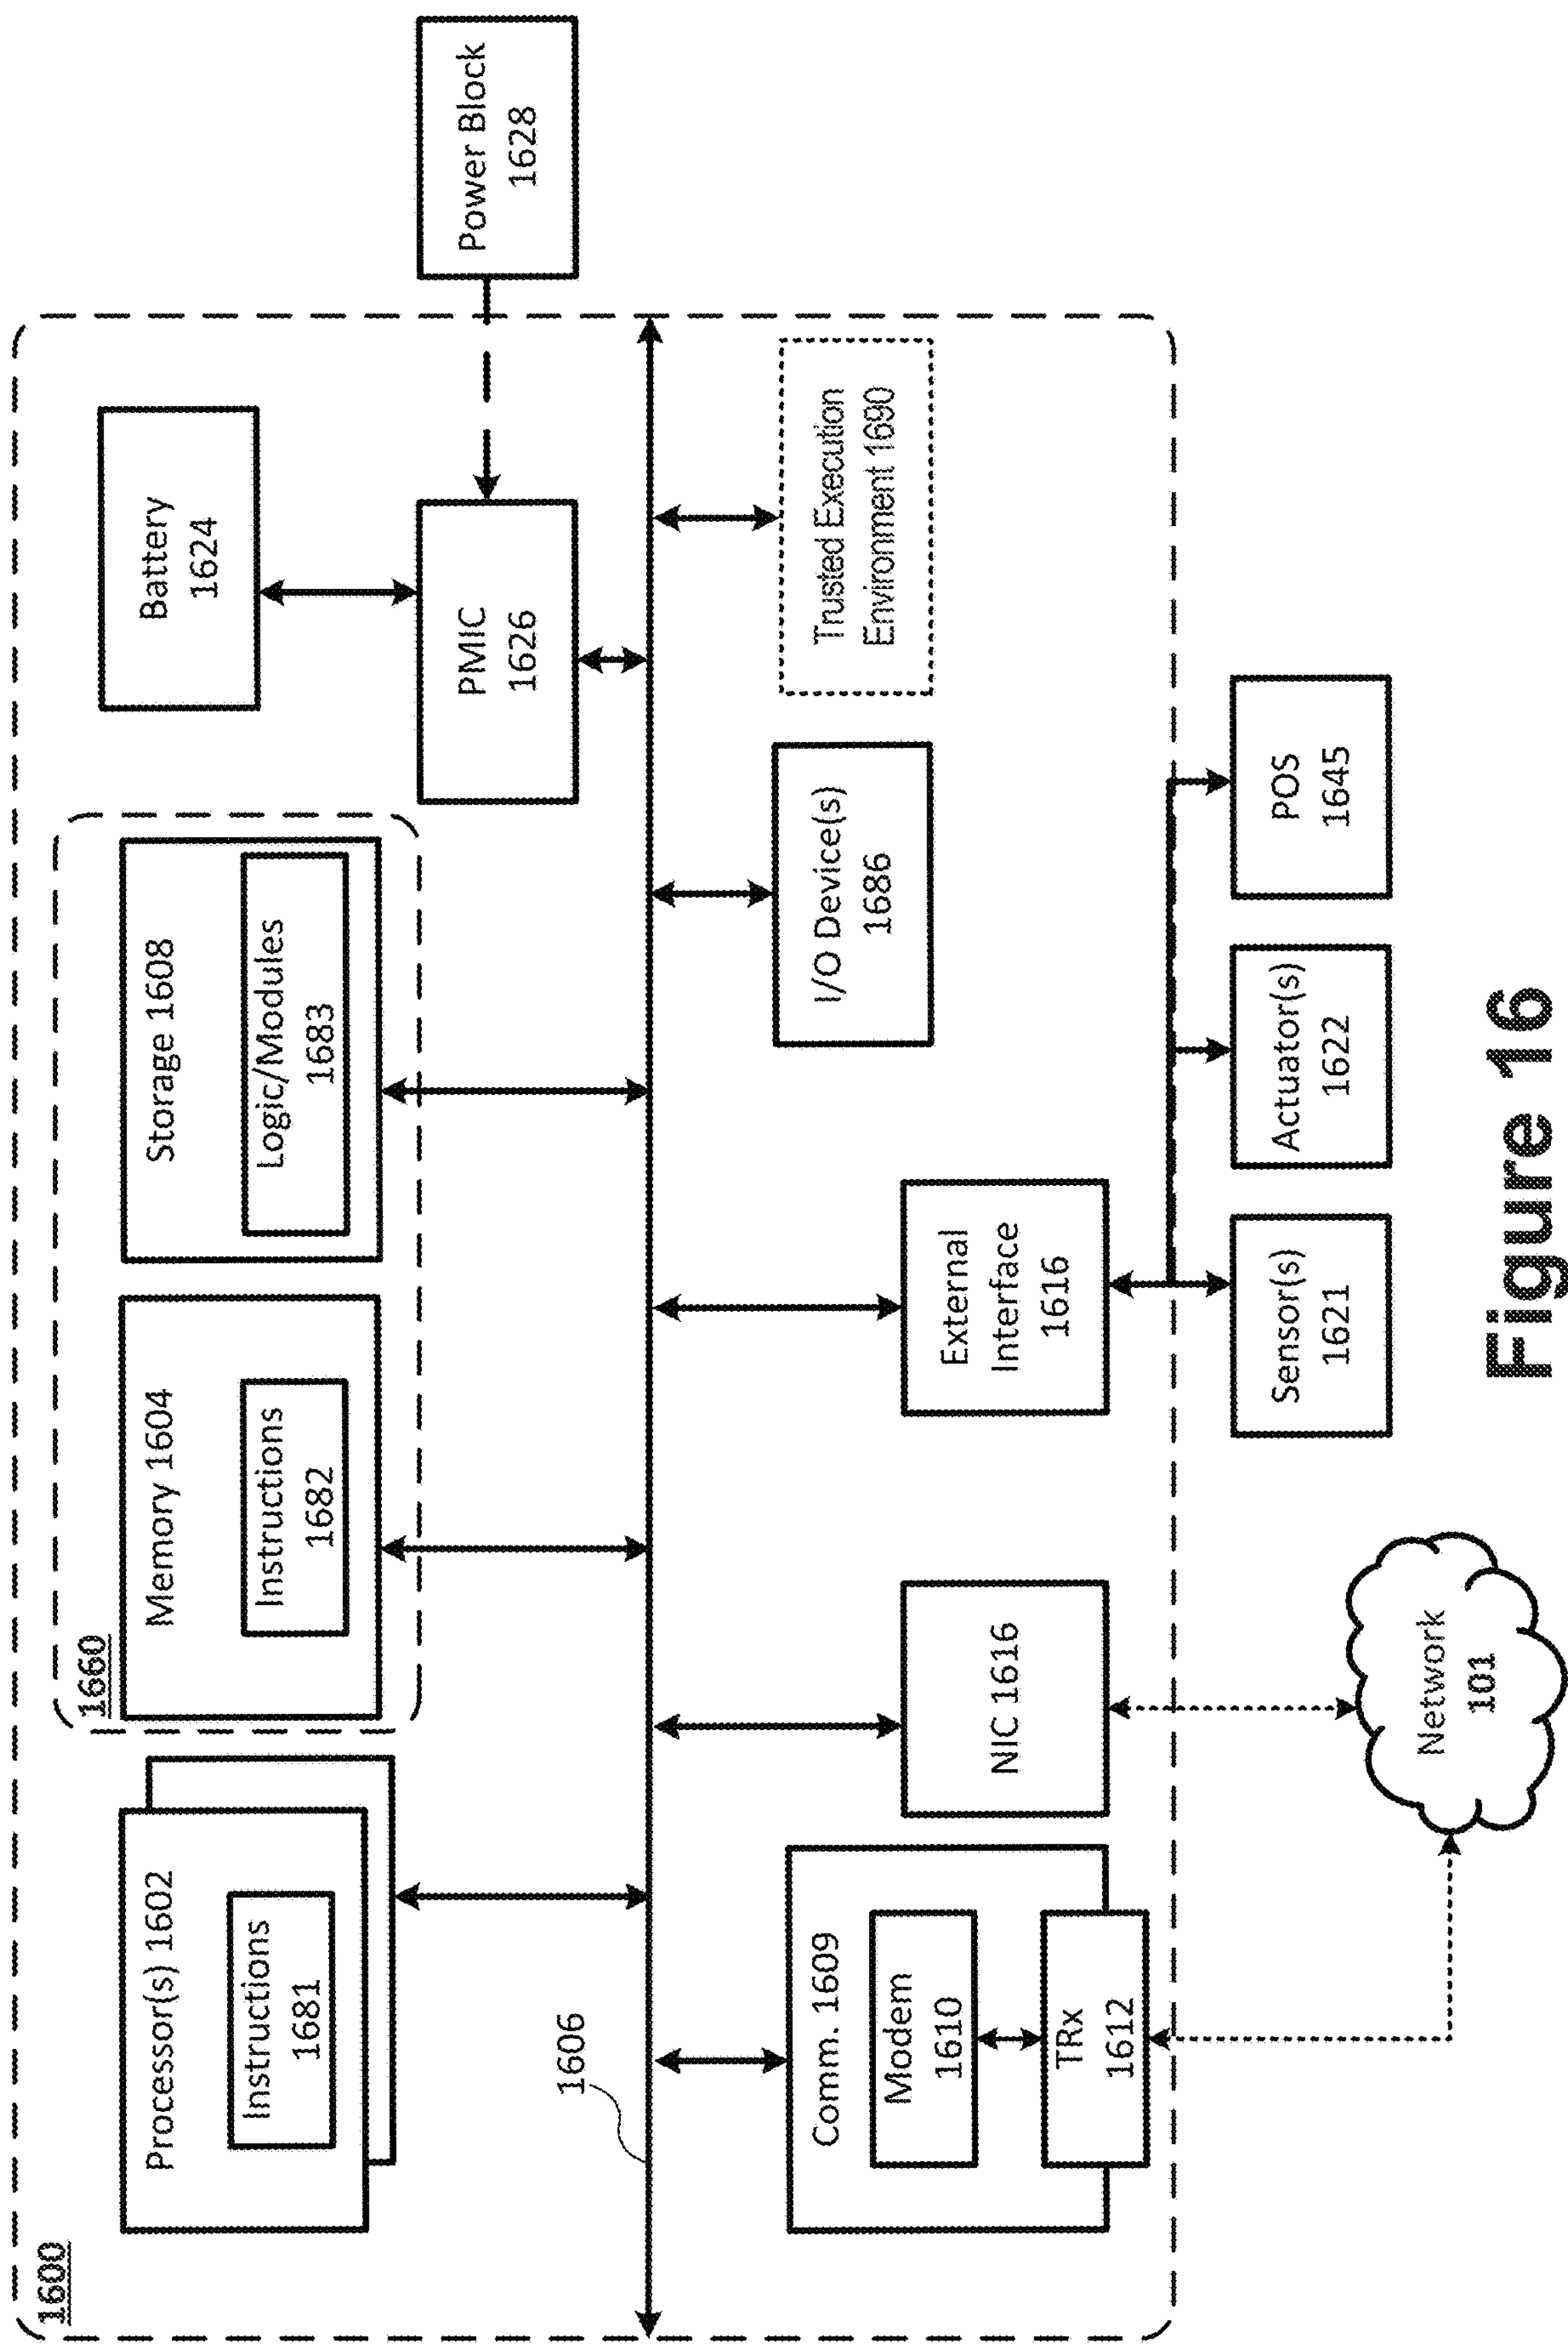 1600
Processor(s) 1602
Instructions
1681
1660
Memory 1604
Instructions
1682
Storage 1608
Logic/Modules
1683
Battery
1624
PMIC
1626
Power Block
1628
1606
Comm. 1609
Modem
1610
TRx
1612
NIC 1616
External
Interface
1616
I/O Device(s)
1686
Trusted Execution
Environment 1690
Network
101
Sensor(s)
1621
Actuator(s)
1622
POS
1645
Figure 16